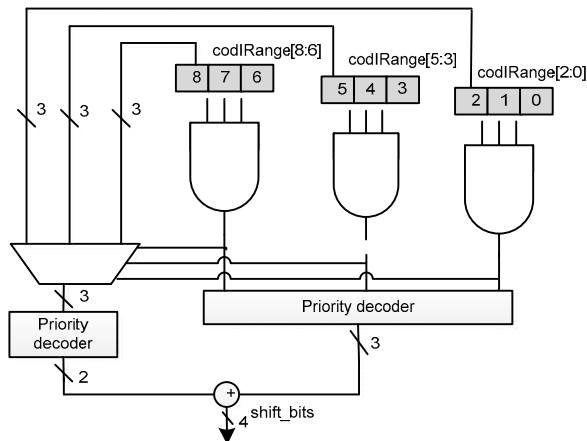 codIRange[8:6]
8 7 6
codIRange[5:3]
5 4 3
codIRange[2:0]
2 1 0
3 3 3
3
Priority decoder
Priority
decoder
3
2
+
shift_bits
4